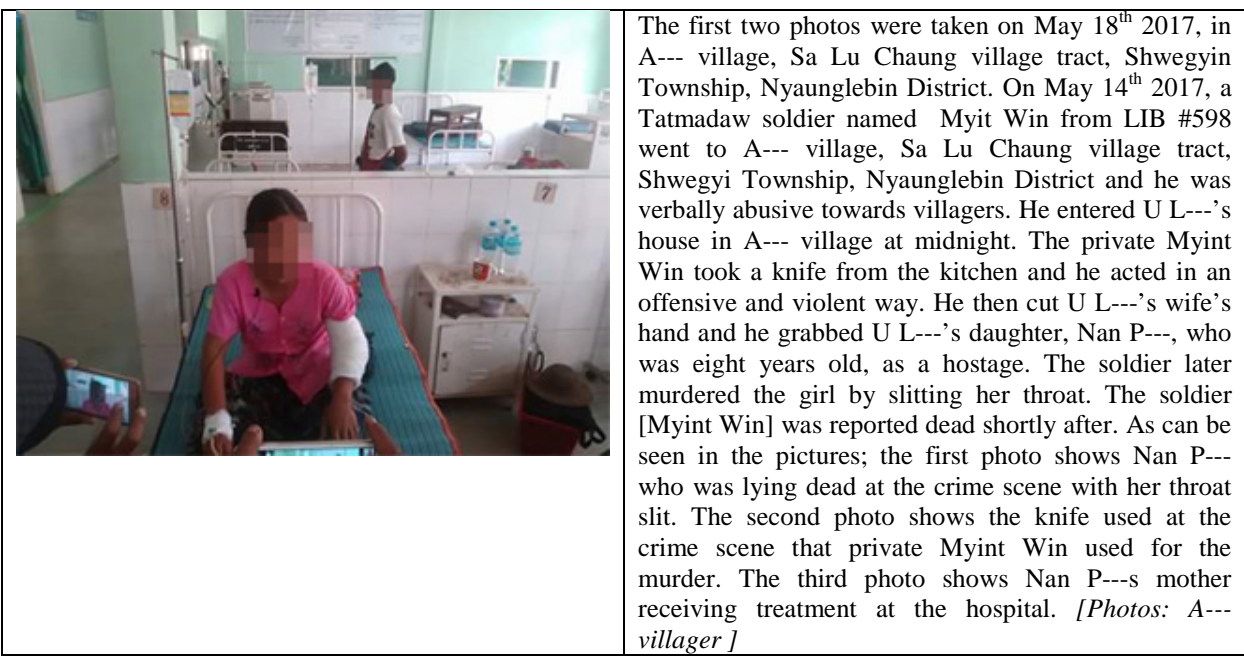 8
7
The first two photos were taken on May 18th 2017, in
A--- village, Sa Lu Chaung village tract, Shwegyin
Township, Nyaunglebin District. On May 14th 2017, a
Tatmadaw soldier named Myit Win from LIB #598
went to A--- village, Sa Lu Chaung village tract,
Shwegyi Township, Nyaunglebin District and he was
verbally abusive towards villagers. He entered U L---’s
house in A--- village at midnight. The private Myint
Win took a knife from the kitchen and he acted in an
offensive and violent way. He then cut U L---’s wife’s
hand and he grabbed U L---’s daughter, Nan P---, who
was eight years old, as a hostage. The soldier later
murdered the girl by slitting her throat. The soldier
[Myint Win] was reported dead shortly after. As can be
seen in the pictures; the first photo shows Nan P---
who was lying dead at the crime scene with her throat
slit. The second photo shows the knife used at the
crime scene that private Myint Win used for the
murder. The third photo shows Nan P---s mother
receiving treatment at the hospital. [Photos: A---
villager ]